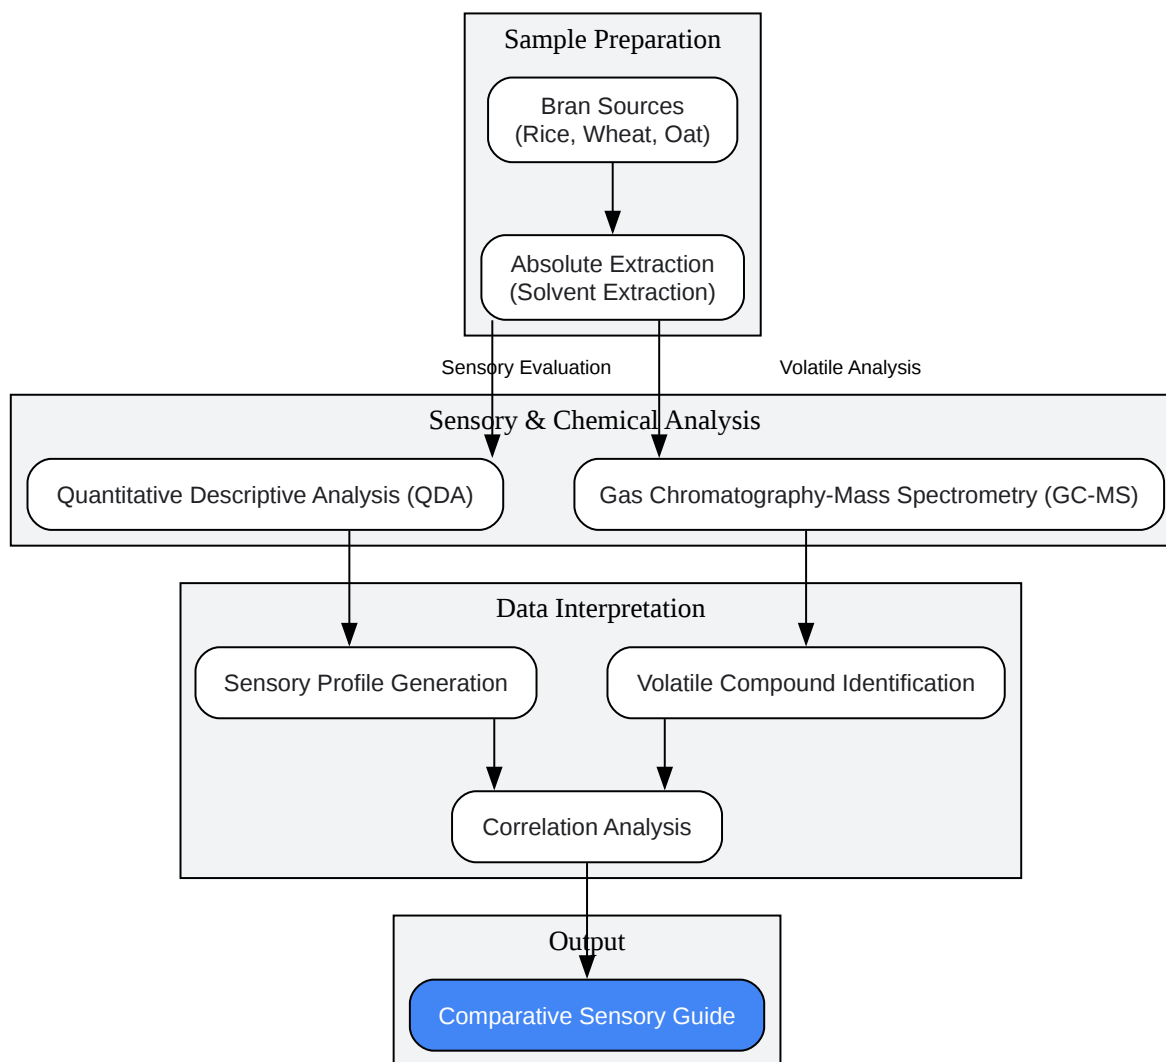 Sample Preparation
Bran Sources
(Rice, Wheat, Oat)
Absolute Extraction
(Solvent Extraction)
Sensory Evaluation
Volatile Analysis
Sensory & Chemical Analysis
Quantitative Descriptive Analysis (QDA)
Gas Chromatography-Mass Spectrometry (GC-MS)
Data Interpretation
Sensory Profile Generation
Volatile Compound Identification
Correlation Analysis
Output
Comparative Sensory Guide